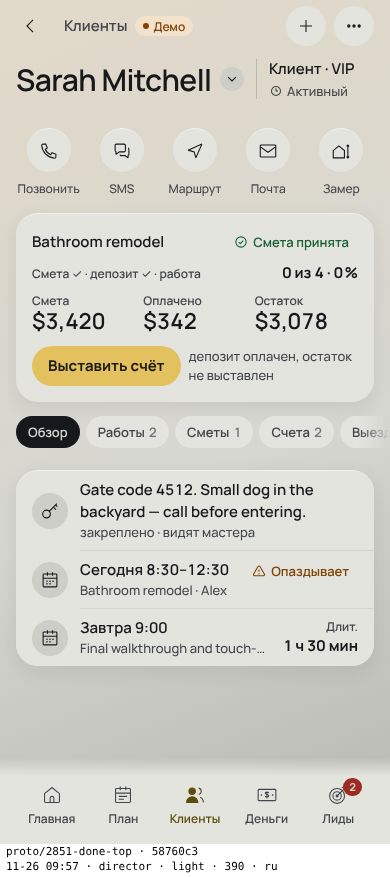 Клиенты Демо
Sarah Mitchell
Клиент · VIP
Активный
Позвонить SMS Маршрут Почта Замер
Bathroom remodel Смета принята
Смета ✓ · депозит ✓ · работа 0 из 4 · 0%
Смета Оплачено Остаток
$3,420 $342 $3,078
Выставить счёт
депозит оплачен, остаток
не выставлен
Обзор Работы 2 Сметы 1 Счета 2 Выез
Gate code 4512. Small dog in the
backyard — call before entering.
закреплено · видят мастера
Сегодня 8:30–12:30 Опаздывает
Bathroom remodel · Alex
Завтра 9:00 Длит.
Final walkthrough and touch-… 1 ч 30 мин
2
Главная План Клиенты Деньги Лиды
proto/2851-done-top · 58760c3
11-26 09:57 · director · light · 390 · ru